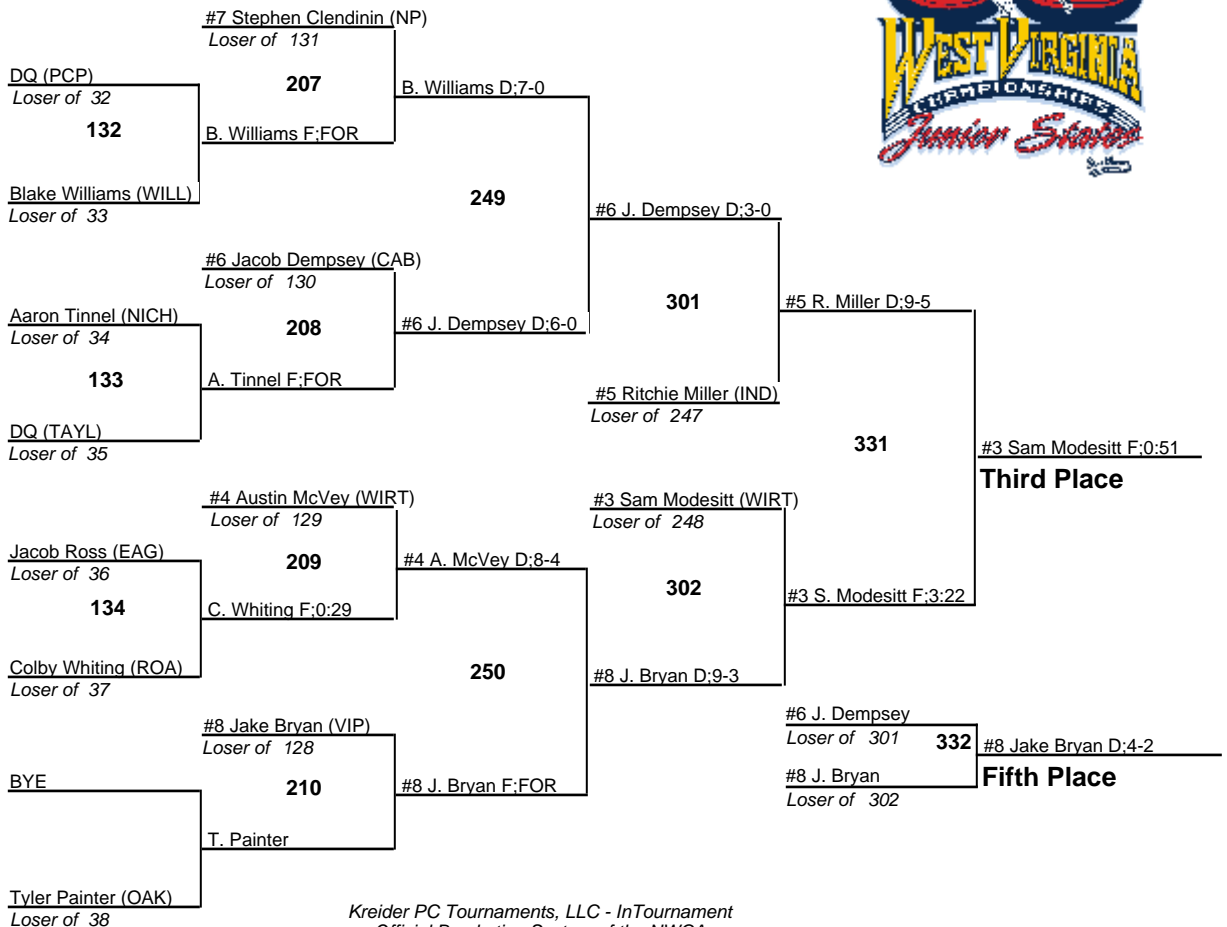 #7 Stephen Clendinin (NP)
Loser of 131
WEST VIRGINIA
CHAMPIONSHIPS
Junior States
DQ (PCP)
Loser of 32
207
B. Williams D;7-0
132
B. Williams F;FOR
Blake Williams (WILL)
Loser of 33
249
#6 J. Dempsey D;3-0
#6 Jacob Dempsey (CAB)
Loser of 130
301
#5 R. Miller D;9-5
Aaron Tinnel (NICH)
Loser of 34
208
#6 J. Dempsey D;6-0
133
A. Tinnel F;FOR
#5 Ritchie Miller (IND)
Loser of 247
DQ (TAYL)
Loser of 35
331
#3 Sam Modesitt F;0:51
Third Place
#4 Austin McVey (WIRT)
Loser of 129
#3 Sam Modesitt (WIRT)
Loser of 248
Jacob Ross (EAG)
Loser of 36
209
#4 A. McVey D;8-4
134
C. Whiting F;0:29
302
#3 S. Modesitt F;3:22
Colby Whiting (ROA)
Loser of 37
250
#8 J. Bryan D;9-3
#8 Jake Bryan (VIP)
Loser of 128
#6 J. Dempsey
Loser of 301
332
#8 Jake Bryan D;4-2
Fifth Place
BYE
210
#8 J. Bryan F;FOR
#8 J. Bryan
Loser of 302
T. Painter
Tyler Painter (OAK)
Loser of 38
Kreider PC Tournaments, LLC - InTournament